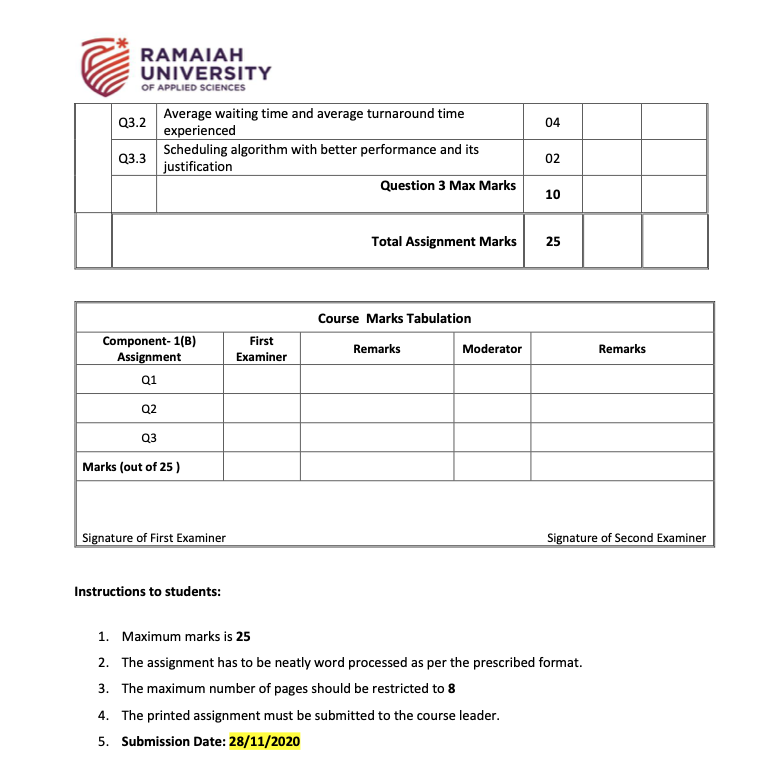 RAMAIAH
UNIVERSITY
OF APPLIED SCIENCES
Q3.2 Average waiting time and average turnaround time experienced 04
Q3.3 Scheduling algorithm with better performance and its justification 02
Question 3 Max Marks 10
Total Assignment Marks 25
Course Marks Tabulation
Component- 1(B) Assignment First Examiner Remarks Moderator Remarks
Q1
Q2
Q3
Marks (out of 25 )
Signature of First Examiner Signature of Second Examiner
Instructions to students:
1. Maximum marks is 25
2. The assignment has to be neatly word processed as per the prescribed format.
3. The maximum number of pages should be restricted to 8
4. The printed assignment must be submitted to the course leader.
5. Submission Date: 28/11/2020